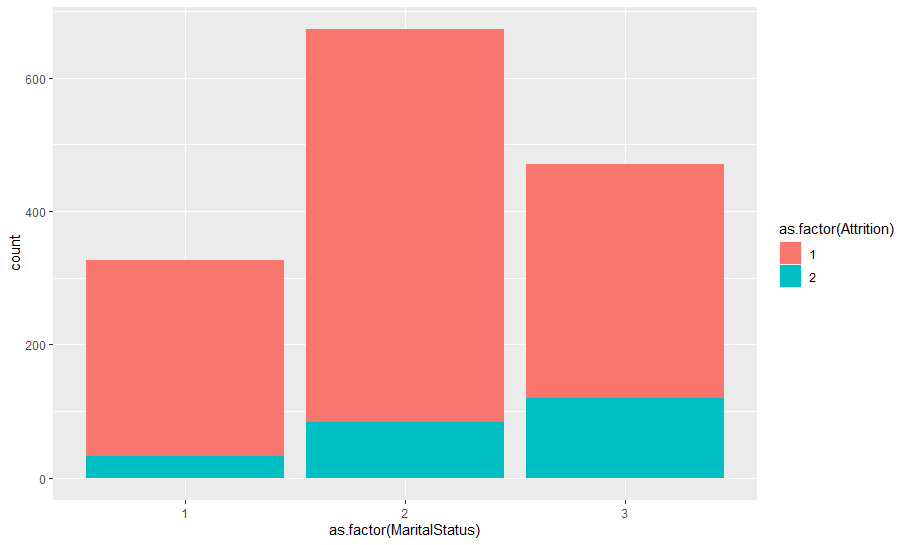 600
400
200
0
count
1 2 3
as.factor(MaritalStatus)
as.factor(Attrition)
1
2